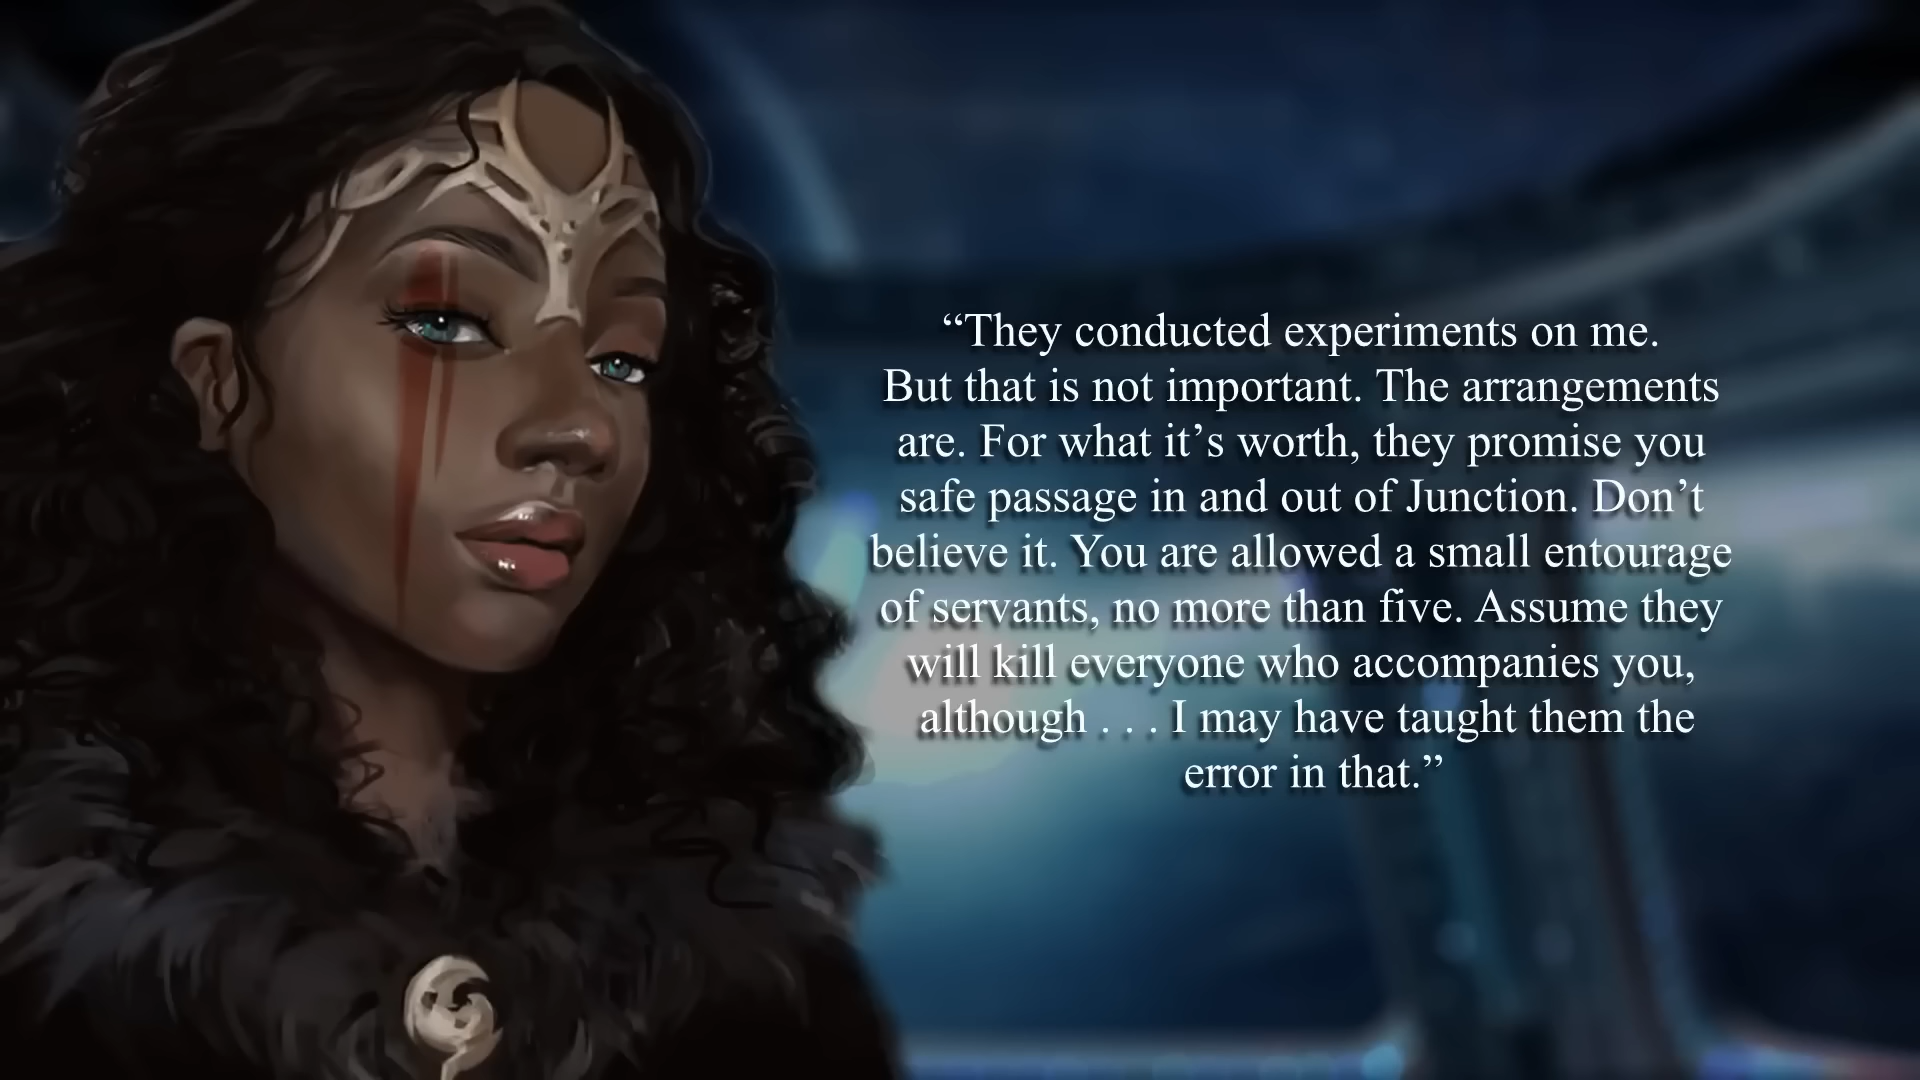 “They conducted experiments on me.
But that is not important. The arrangements
are. For what it’s worth, they promise you
safe passage in and out of Junction. Don’t
believe it. You are allowed a small entourage
of servants, no more than five. Assume they
will kill everyone who accompanies you,
although . . . I may have taught them the
error in that.”